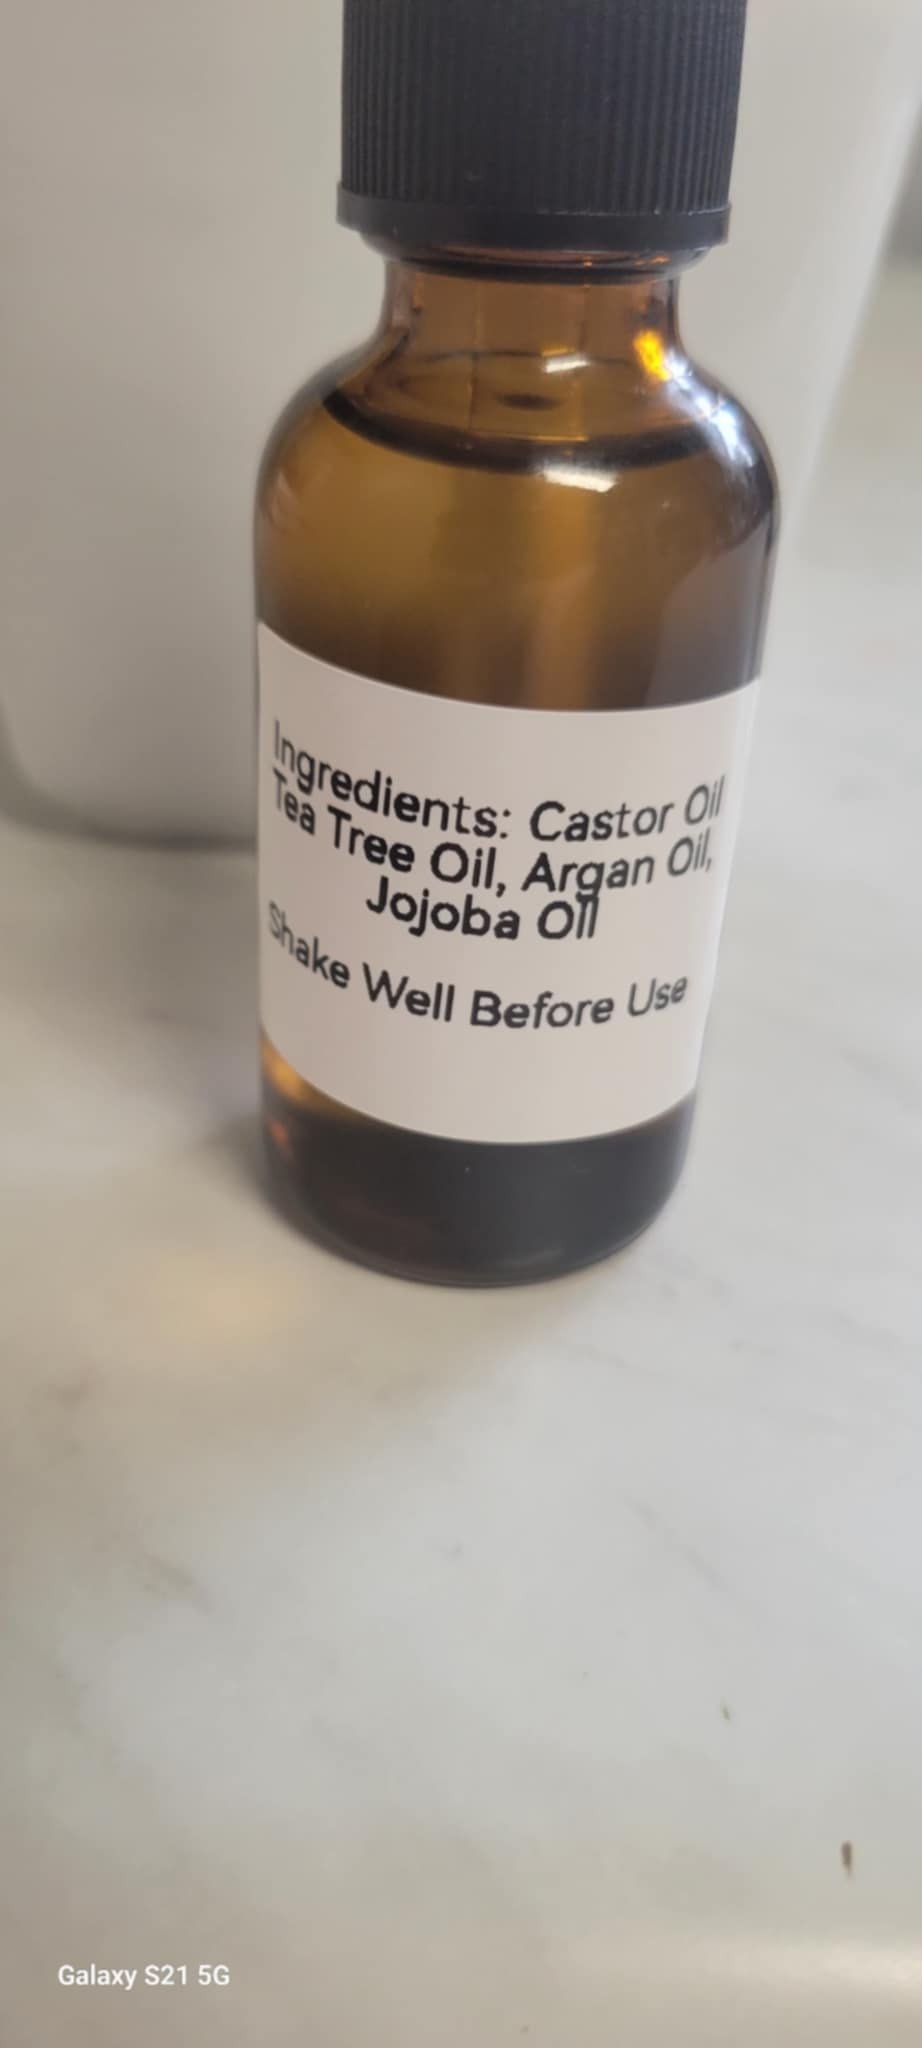 Ingredients: Castor Oil
Tea Tree Oil, Argan Oil,
Jojoba Oil
Shake Well Before Use
Galaxy S21 5G